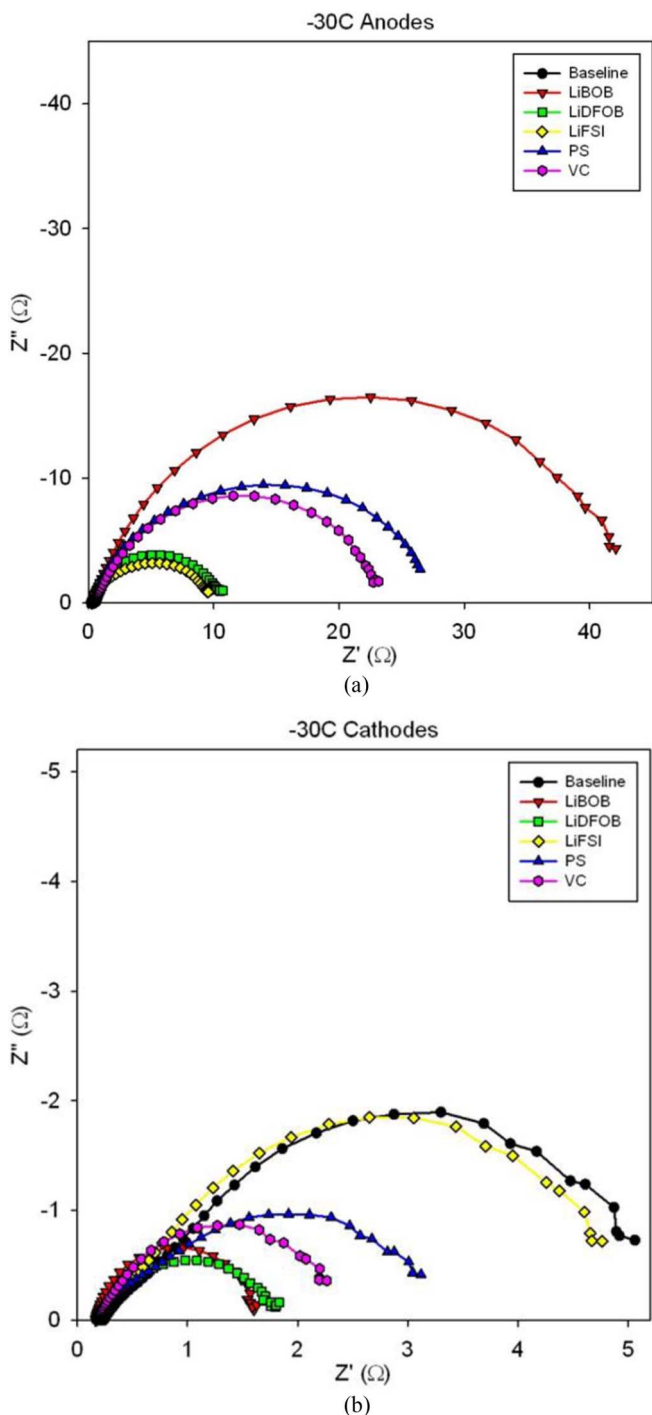 -30C Anodes
Baseline
LiBOB
LiDFOB
LiFSI
PS
VC
-40
-30
-20
-10
0
Z" (Ω)
0 10 20 30 40
Z' (Ω)
(a)
-30C Cathodes
Baseline
LiBOB
LiDFOB
LiFSI
PS
VC
-5
-4
-3
-2
-1
0
Z" (Ω)
0 1 2 3 4 5
Z' (Ω)
(b)